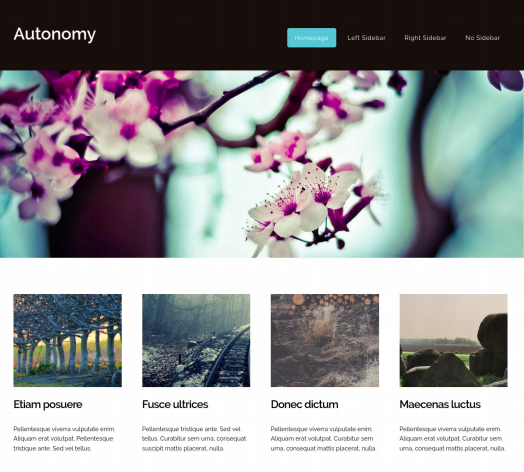 Autonomy
Homepage
Left Sidebar
Right Sidebar
No Sidebar
Etiam posuere
Pellentesque viverra vulputate enim.
Aliquam erat volutpat. Pellentesque
tristique ante. Sed vel tellus.
Fusce ultrices
Pellentesque tristique ante. Sed vel
tellus. Curabitur sem urna, consequat
suscipit mattis placerat, nulla.
Donec dictum
Pellentesque viverra vulputate enim.
Aliquam erat volutpat. Curabitur sem
urna, consequat mattis placerat, nulla.
Maecenas luctus
Pellentesque viverra vulputate enim.
Aliquam erat volutpat. Curabitur sem
urna, consequat mattis placerat, nulla.